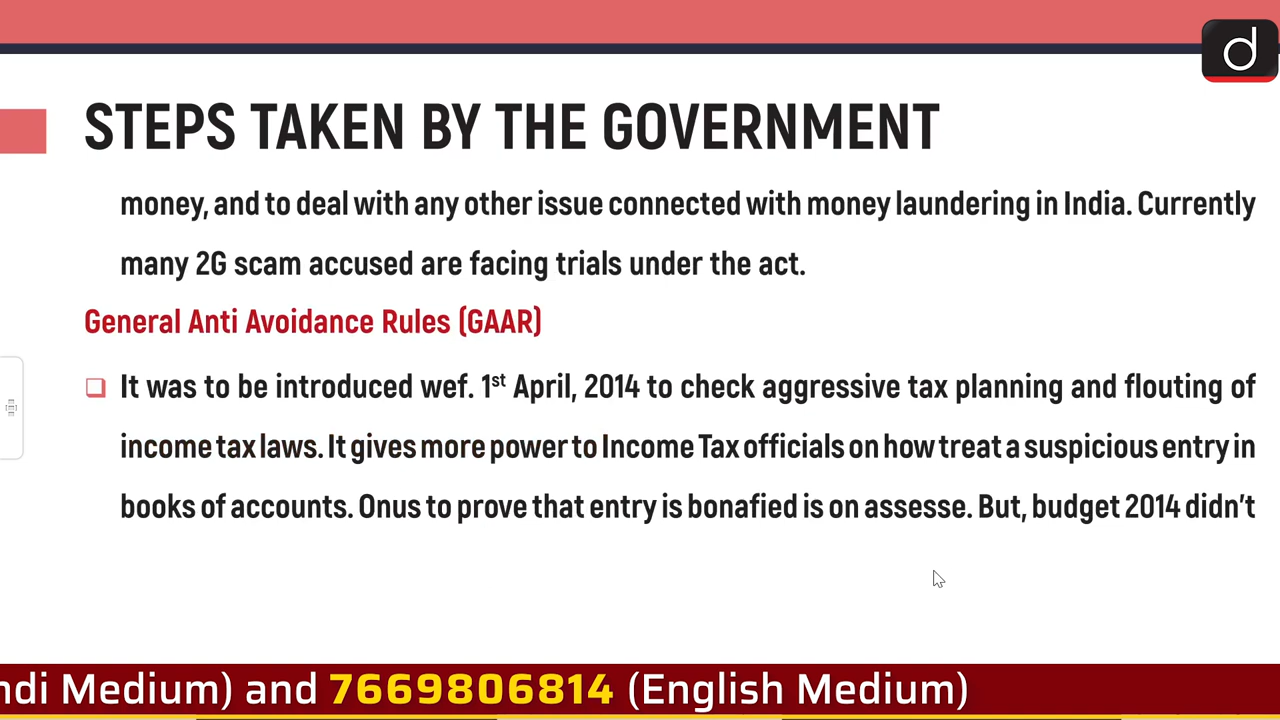 d
STEPS TAKEN BY THE GOVERNMENT
money, and to deal with any other issue connected with money laundering in India. Currently
many 2G scam accused are facing trials under the act.
General Anti Avoidance Rules (GAAR)
❑ It was to be introduced wef. 1st April, 2014 to check aggressive tax planning and flouting of
income tax laws. It gives more power to Income Tax officials on how treat a suspicious entry in
books of accounts. Onus to prove that entry is bonafied is on assesse. But, budget 2014 didn't
ndi Medium) and 7669806814 (English Medium)